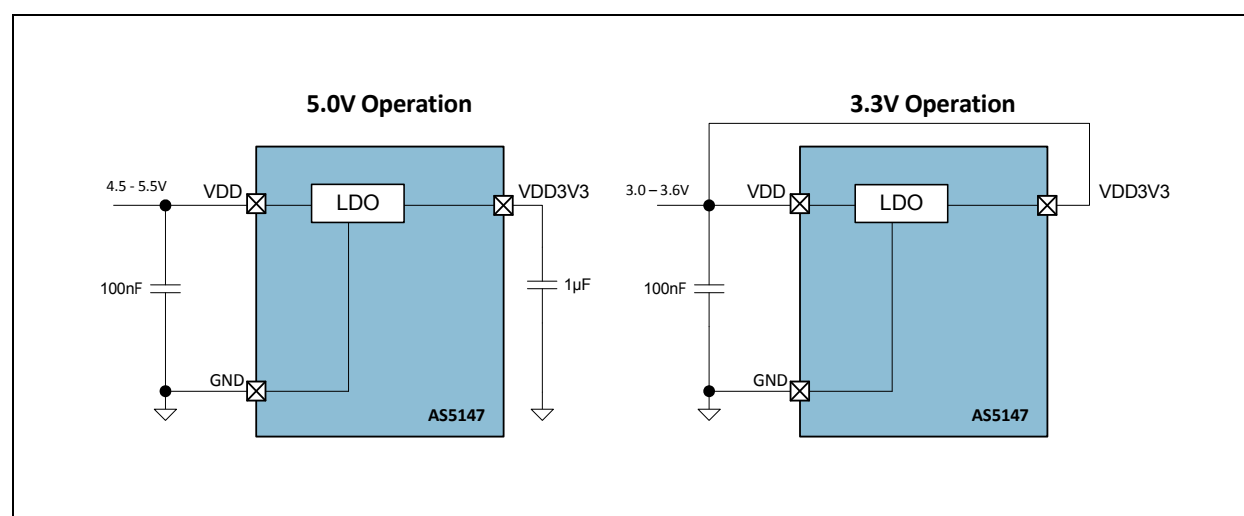 5.0V Operation
4.5 - 5.5V
VDD
LDO
VDD3V3
100nF
1µF
GND
AS5147
3.3V Operation
3.0 – 3.6V
VDD
LDO
VDD3V3
100nF
GND
AS5147